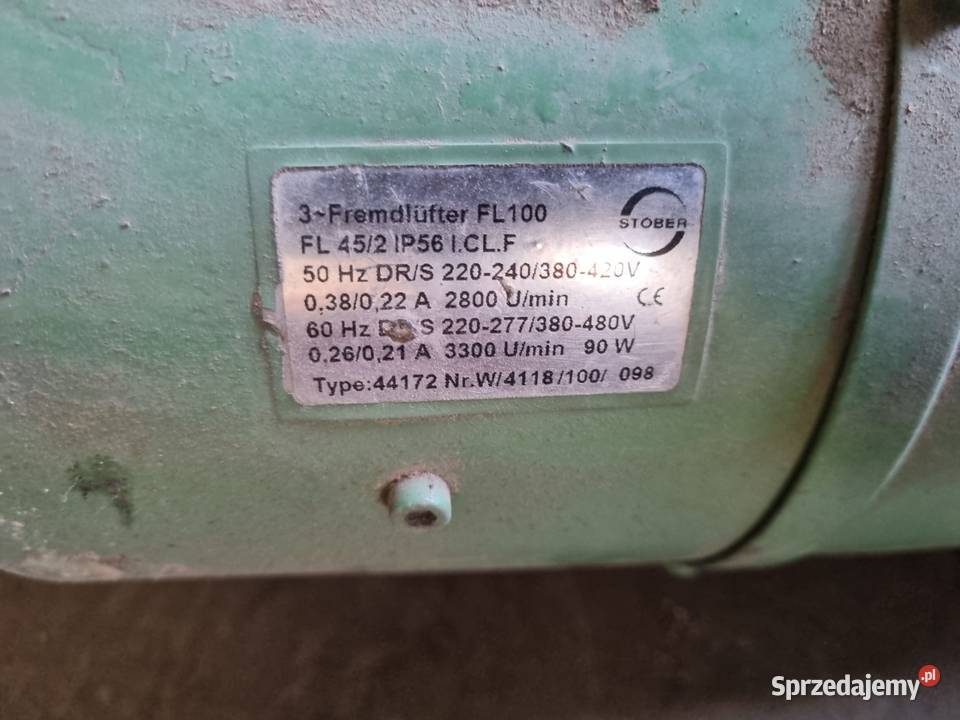 3~Fremdlüfter FL100
STÖBER
FL 45/2 IP56 I.CL.F
50 Hz DR/S 220-240/380-420V
0,38/0,22 A 2800 U/min CE
60 Hz DR/S 220-277/380-480V
0,26/0,21 A 3300 U/min 90 W
Type:44172 Nr.W/4118/100/ 098
Sprzedajemy.pl